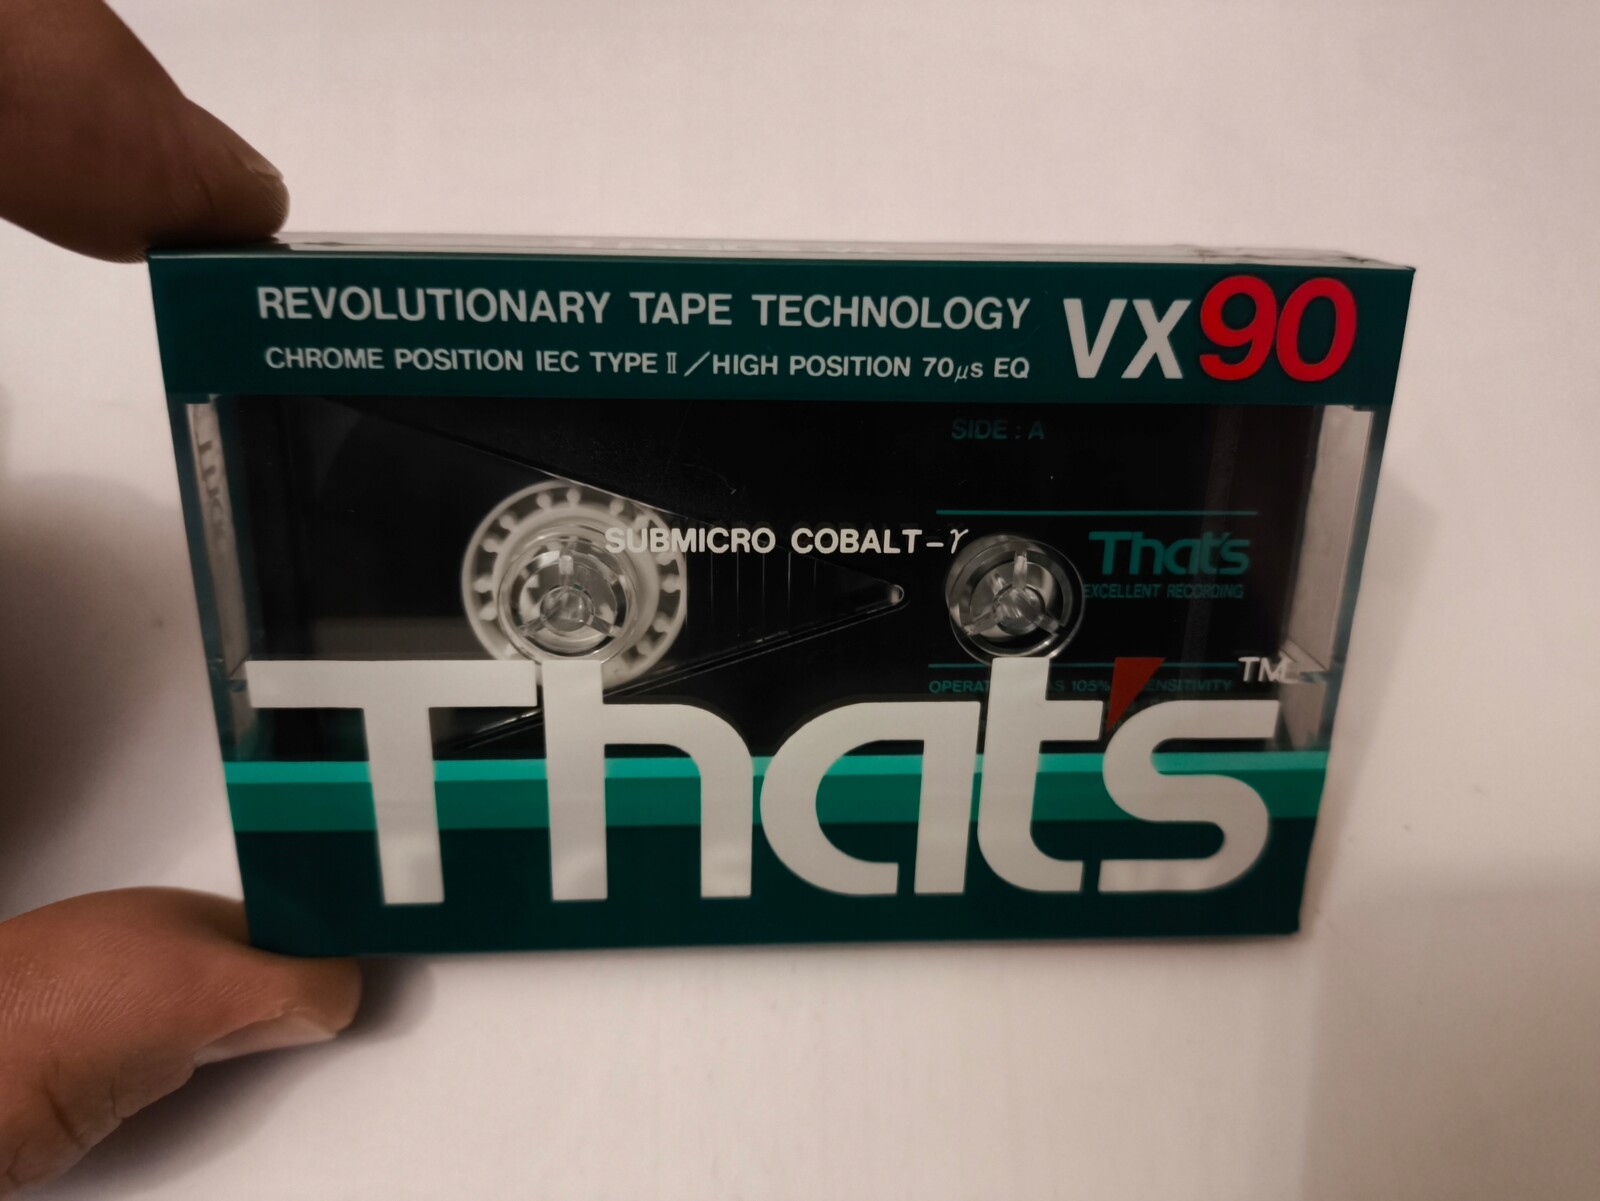 REVOLUTIONARY TAPE TECHNOLOGY VX90
CHROME POSITION IEC TYPE Ⅱ/HIGH POSITION 70μs EQ
SIDE : A
SUBMICRO COBALT-γ
That's
EXCELLENT RECORDING
105%
That's TM